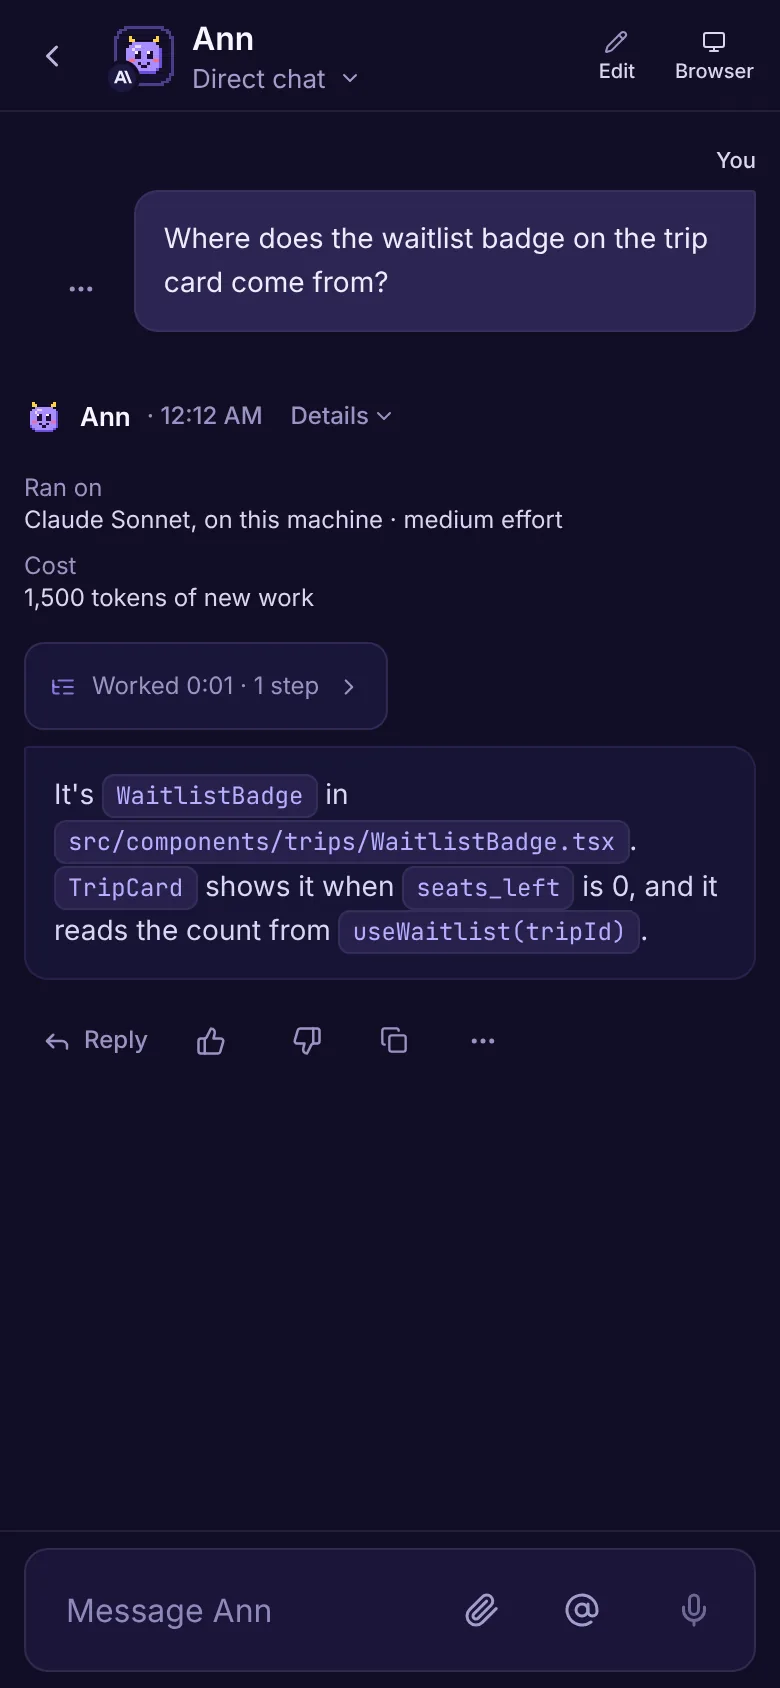 Ann
Direct chat
Edit
Browser
You
Where does the waitlist badge on the trip
card come from?
Ann · 12:12 AM Details
Ran on
Claude Sonnet, on this machine · medium effort
Cost
1,500 tokens of new work
Worked 0:01 · 1 step
It's WaitlistBadge in
src/components/trips/WaitlistBadge.tsx.
TripCard shows it when seats_left is 0, and it
reads the count from useWaitlist(tripId).
Reply
Message Ann